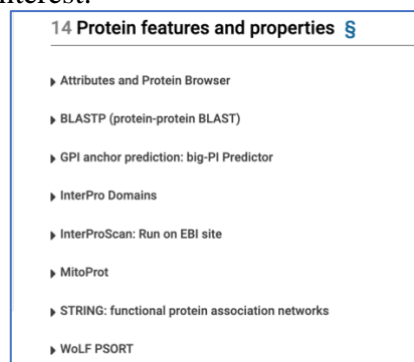 14 Protein features and properties §
Attributes and Protein Browser
BLASTP (protein-protein BLAST)
GPI anchor prediction: big-PI Predictor
InterPro Domains
InterProScan: Run on EBI site
MitoProt
STRING: functional protein association networks
WoLF PSORT